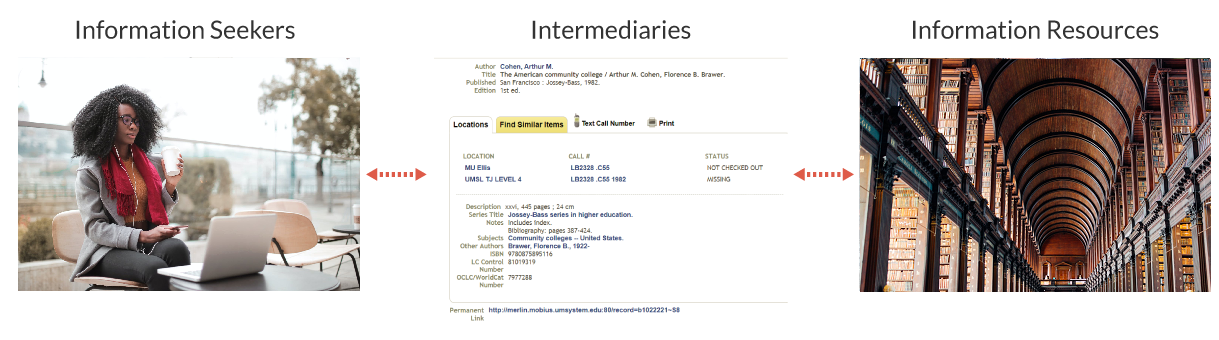 Information Seekers
Intermediaries
Information Resources
Author Cohen, Arthur M.
Title The American community college / Arthur M. Cohen, Florence B. Brawer.
Published San Francisco : Jossey-Bass, 1982.
Edition 1st ed.
Locations Find Similar Items Text Call Number Print
LOCATION CALL # STATUS
MU Ellis LB2328 .C55 NOT CHECKED OUT
UMSL TJ LEVEL 4 LB2328 .C55 1982 MISSING
Description xxvi, 445 pages ; 24 cm
Series Title Jossey-Bass series in higher education.
Notes Includes index.
Bibliography: pages 387-424.
Subjects Community colleges -- United States.
Other Authors Brawer, Florence B., 1922-
ISBN 9780875895116
LC Control 81019319
Number
OCLC/WorldCat 7977288
Number
Permanent http://merlin.mobius.umsystem.edu:80/record=b1022221~S8
Link